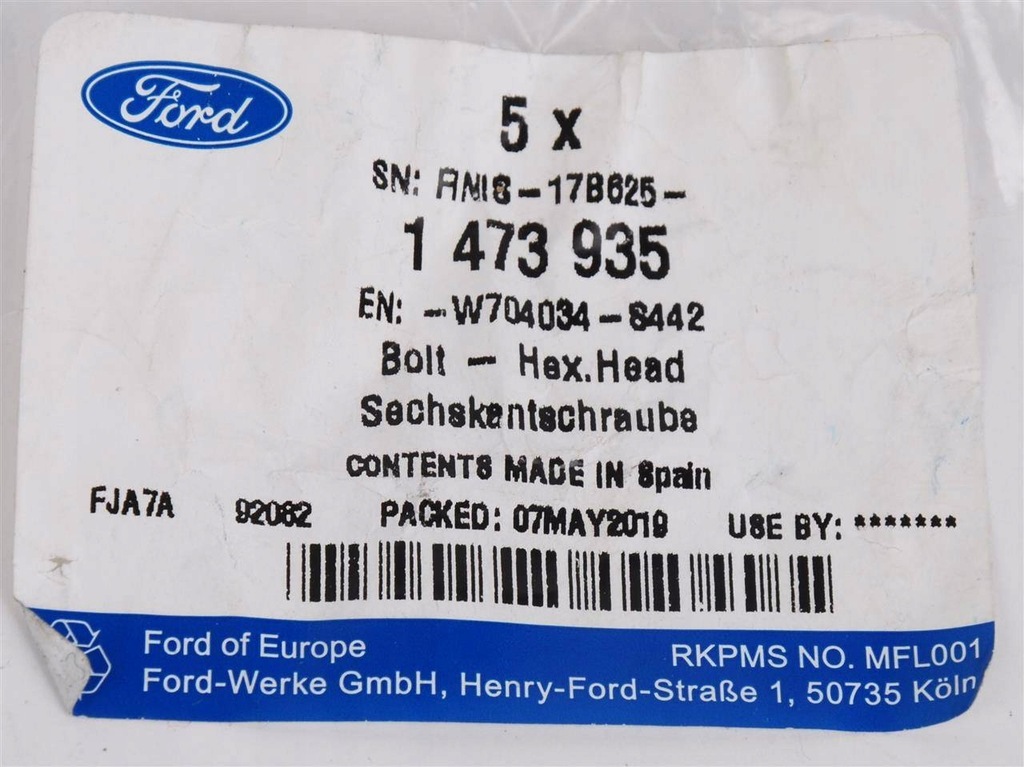 Ford
5 x
SN: FINIS-17B625-
1 473 935
EN: -W704034-S442
Bolt - Hex.Head
Sechskantschraube
CONTENTS MADE IN Spain
FJA7A 92062 PACKED: 07MAY2019 USE BY: *******
Ford of Europe RKPMS NO. MFL001
Ford-Werke GmbH, Henry-Ford-Straße 1, 50735 Köln